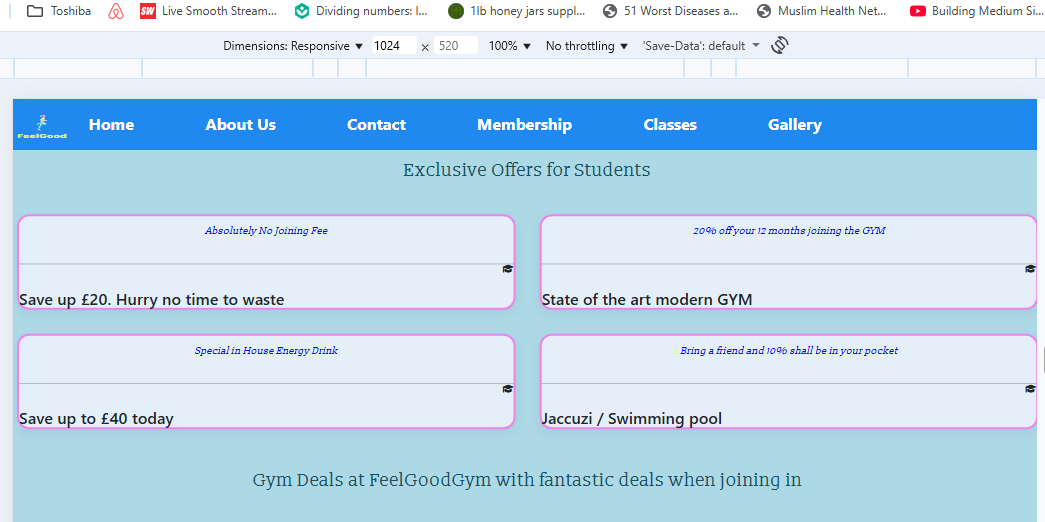 Toshiba
Live Smooth Stream...
Dividing numbers: I...
1lb honey jars suppl...
51 Worst Diseases a...
Muslim Health Net...
Building Medium Si...
Dimensions: Responsive ▼ 1024 × 520 100% ▼ No throttling ▼ 'Save-Data': default
FeelGood
Home About Us Contact Membership Classes Gallery
Exclusive Offers for Students
Absolutely No Joining Fee
Save up £20. Hurry no time to waste
20% off your 12 months joining the GYM
State of the art modern GYM
Special in House Energy Drink
Save up to £40 today
Bring a friend and 10% shall be in your pocket
Jaccuzi / Swimming pool
Gym Deals at FeelGoodGym with fantastic deals when joining in